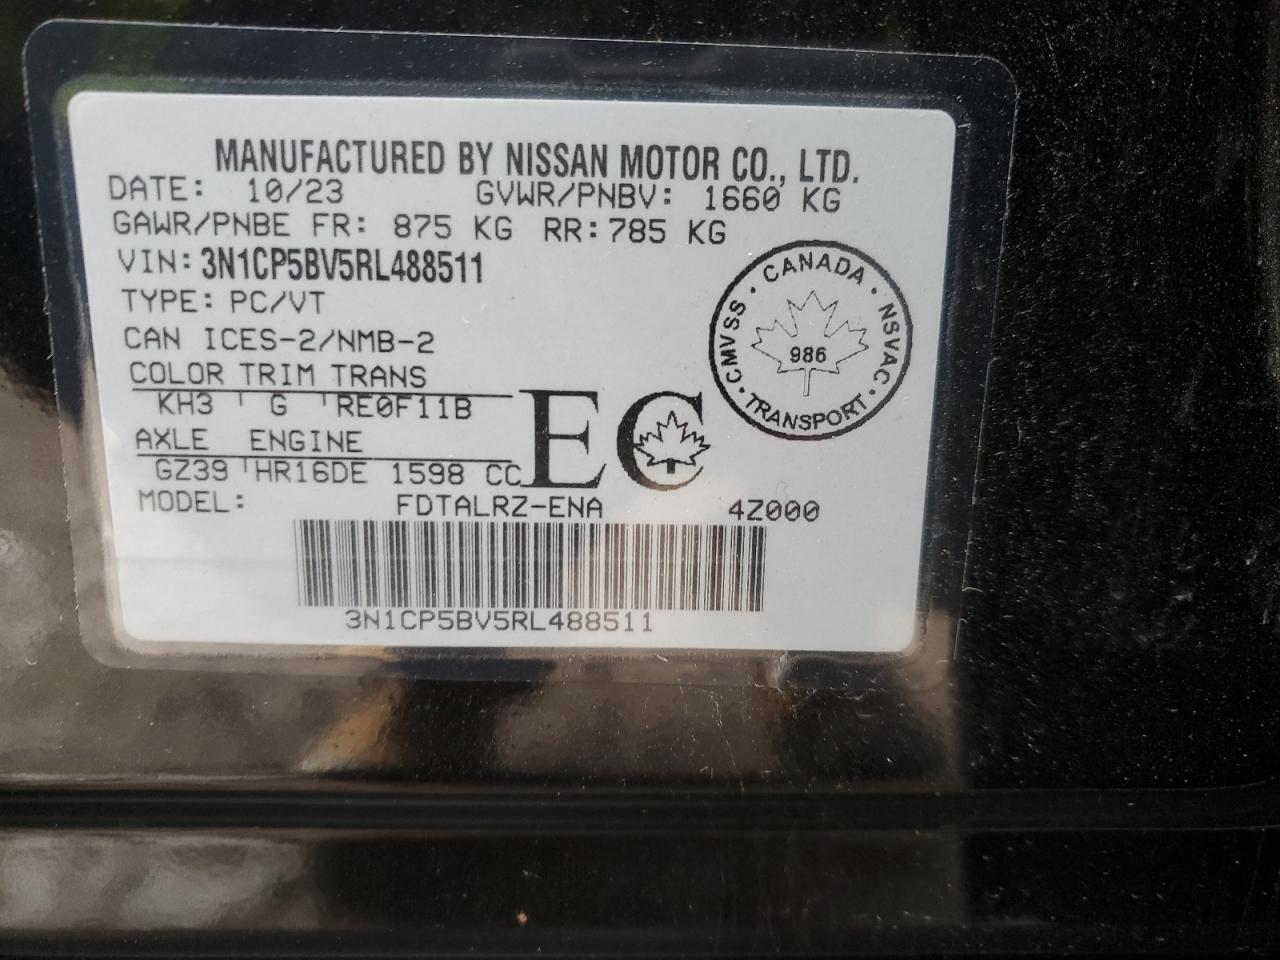 MANUFACTURED BY NISSAN MOTOR CO., LTD.
DATE: 10/23 GVWR/PNBV: 1660 KG
GAWR/PNBE FR: 875 KG RR: 785 KG
VIN: 3N1CP5BV5RL488511
TYPE: PC/VT
CAN ICES-2/NMB-2
COLOR TRIM TRANS
KH3 G RE0F11B
AXLE ENGINE
GZ39 HR16DE 1598 CC
EC
CANADA
CMVSS NSVAC
986
TRANSPORT
MODEL: FDTALRZ-ENA 4Z000
3N1CP5BV5RL488511